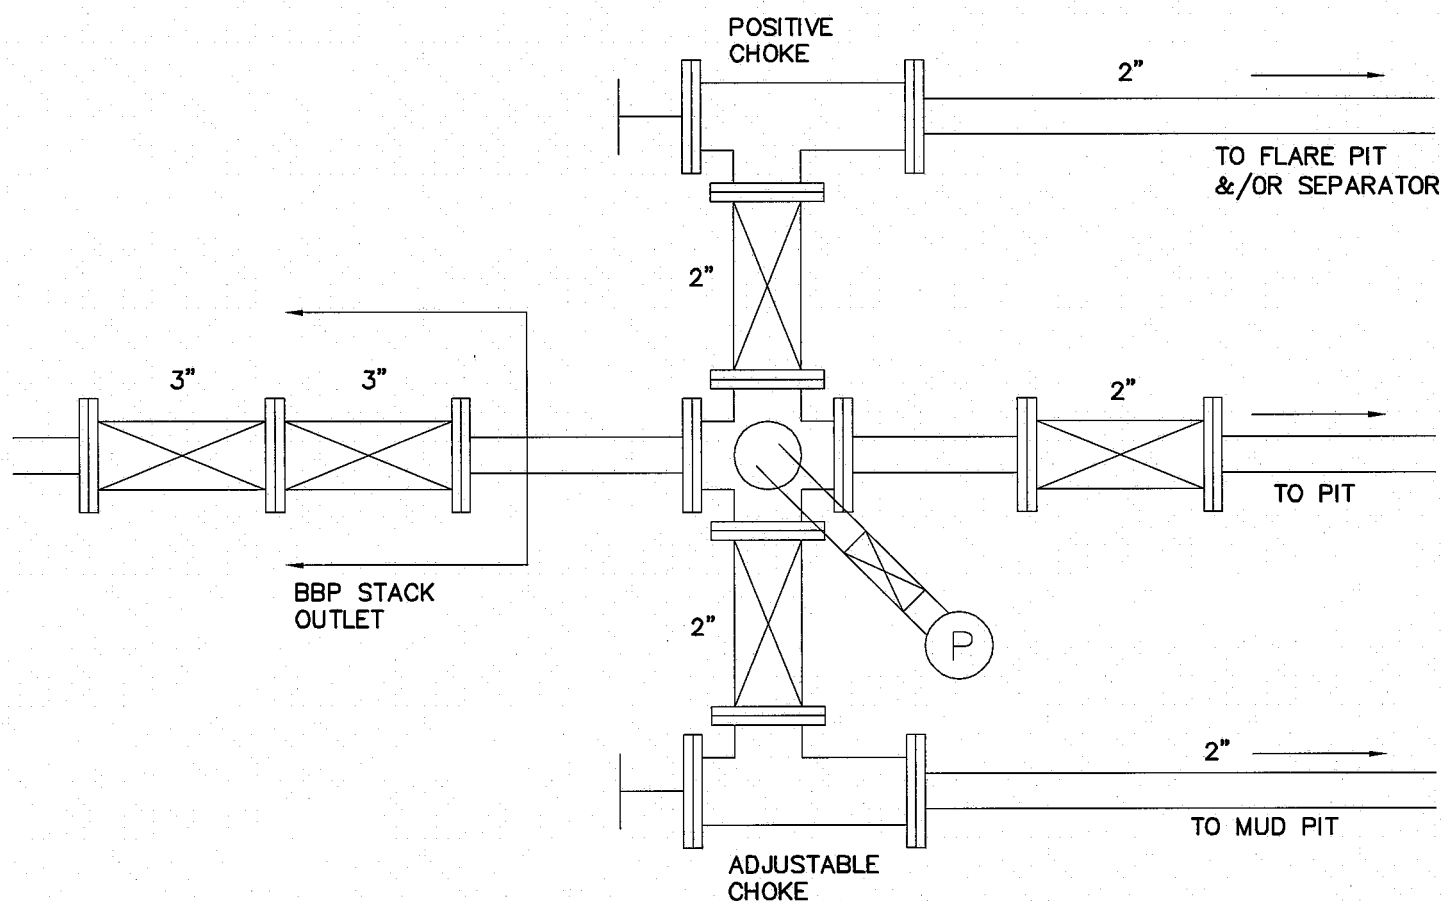 POSITIVE
CHOKE
2"
TO FLARE PIT
&/OR SEPARATOR
2"
3"
3"
2"
TO PIT
BBP STACK
OUTLET
2"
P
2"
TO MUD PIT
ADJUSTABLE
CHOKE